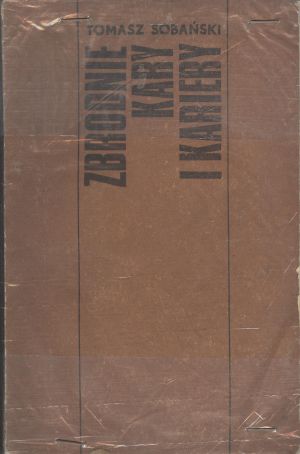 TOMASZ SOBAŃSKI
ZBRODNIE
KARY
I KARIERY